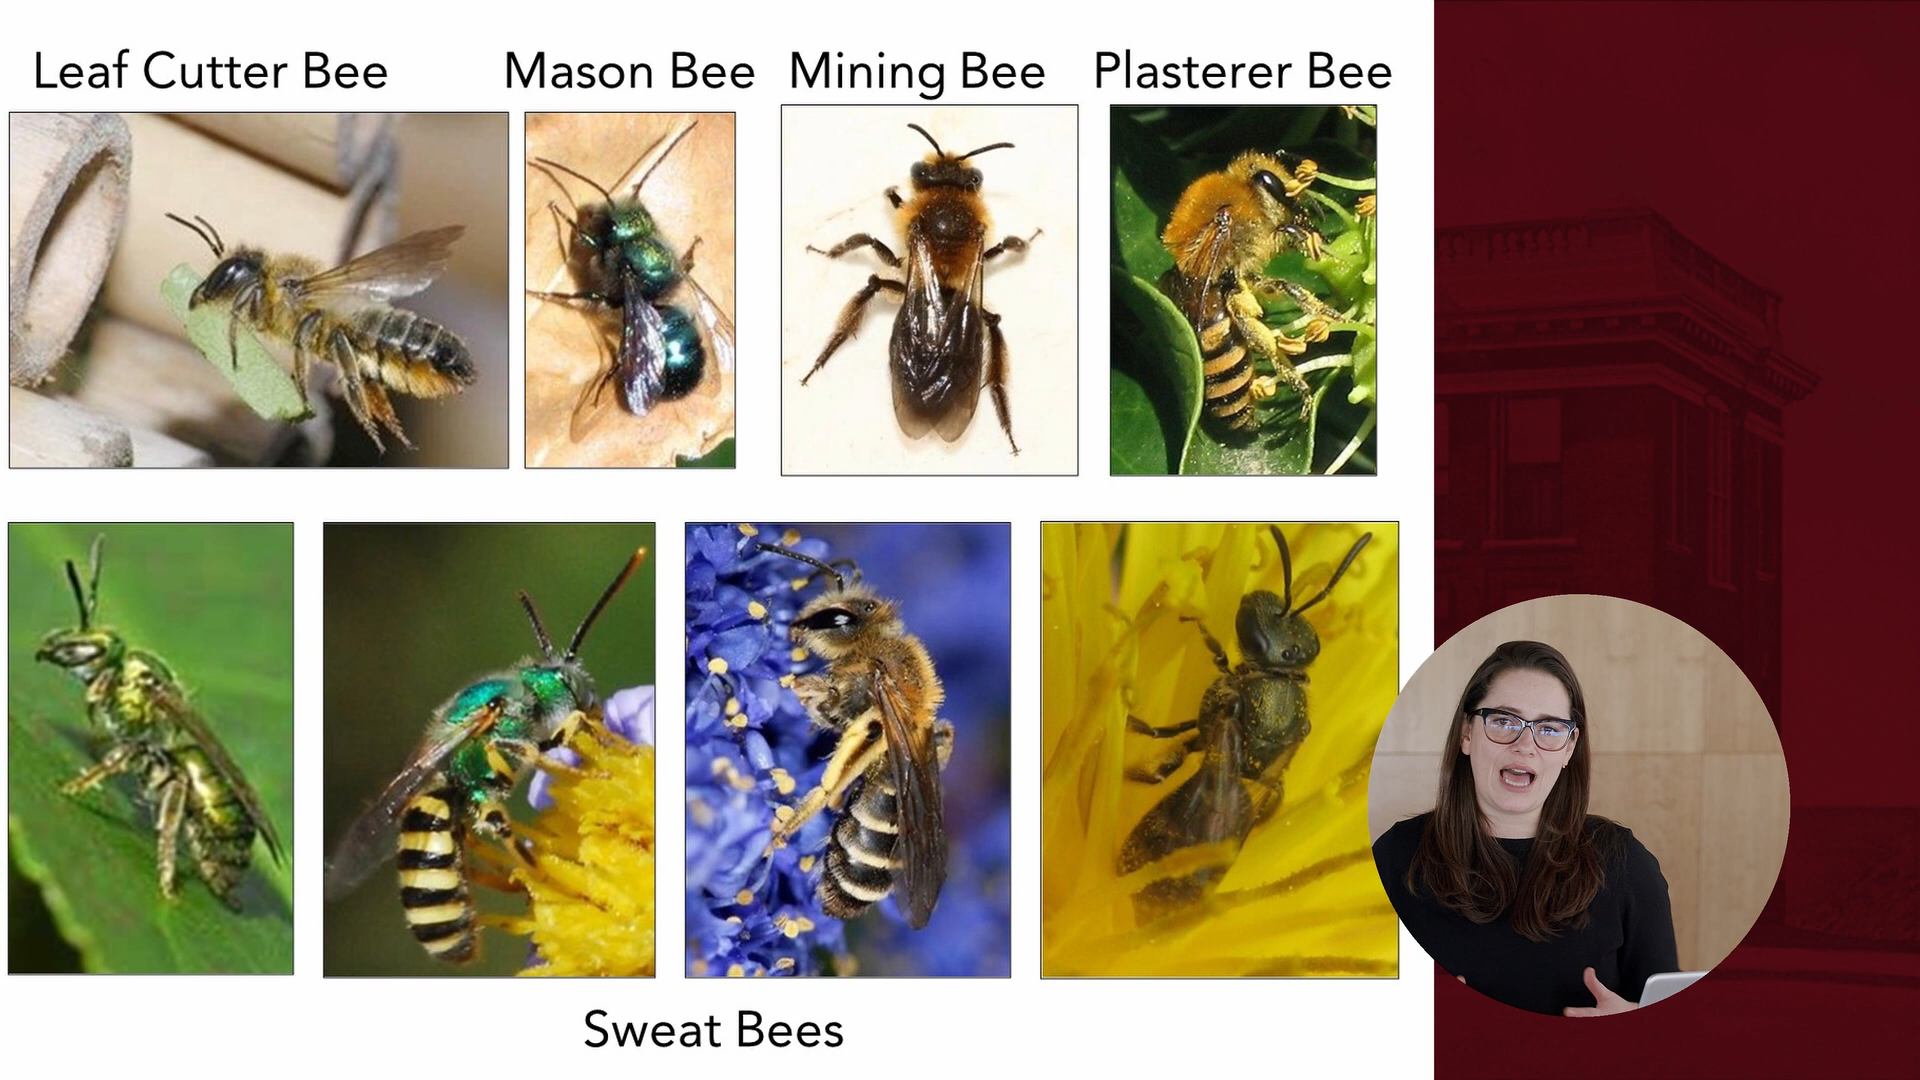 Leaf Cutter Bee
Mason Bee
Mining Bee
Plasterer Bee
Sweat Bees